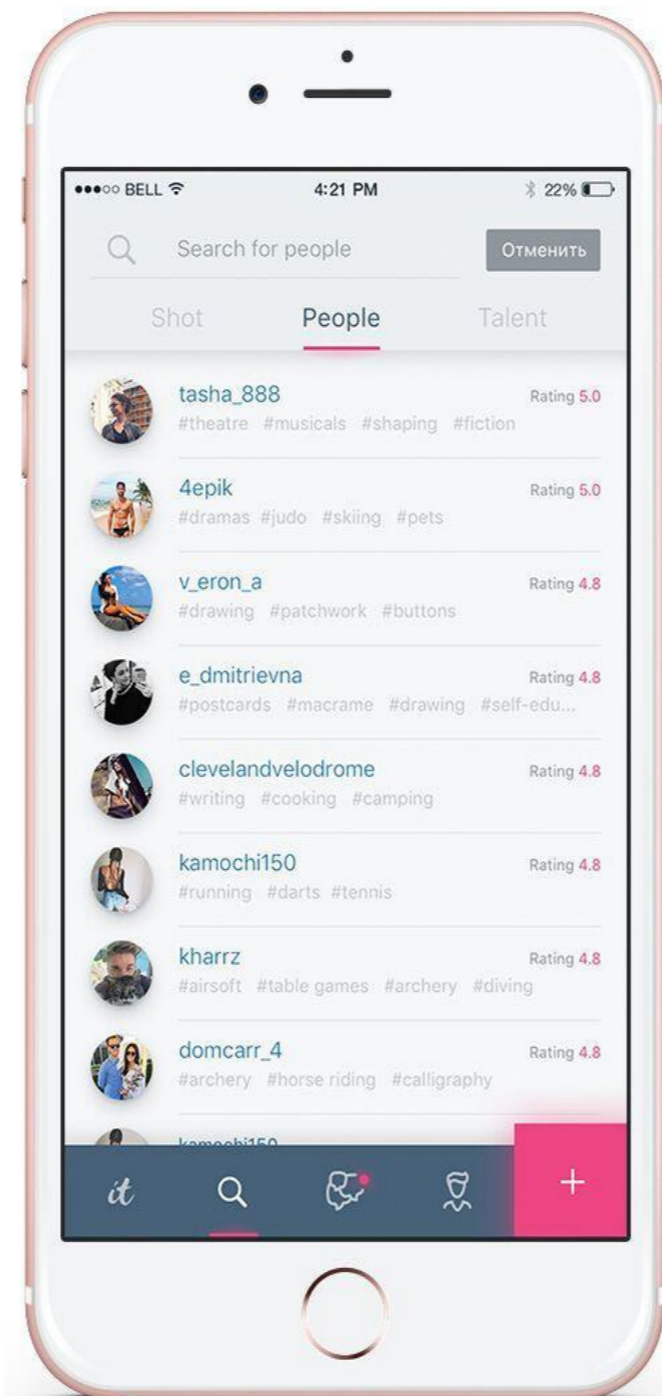 BELL 4:21 PM 22%
Search for people Отменить
Shot People Talent
tasha_888 Rating 5.0
#theatre #musicals #shaping #fiction
4epik Rating 5.0
#dramas #judo #skiing #pets
v_eron_a Rating 4.8
#drawing #patchwork #buttons
e_dmitrievna Rating 4.8
#postcards #macrame #drawing #self-edu...
clevelandvelodrome Rating 4.8
#writing #cooking #camping
kamochi150 Rating 4.8
#running #darts #tennis
kharrz Rating 4.8
#airsoft #table games #archery #diving
domcarr_4 Rating 4.8
#archery #horse riding #calligraphy
kamochi150
it +